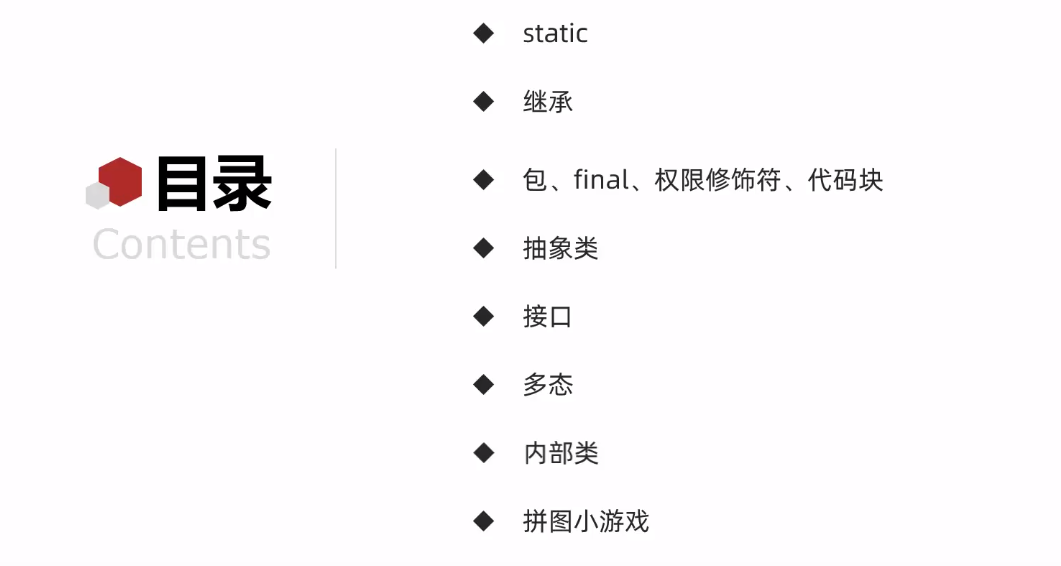 目录
Contents
static
继承
包、final、权限修饰符、代码块
抽象类
接口
多态
内部类
拼图小游戏